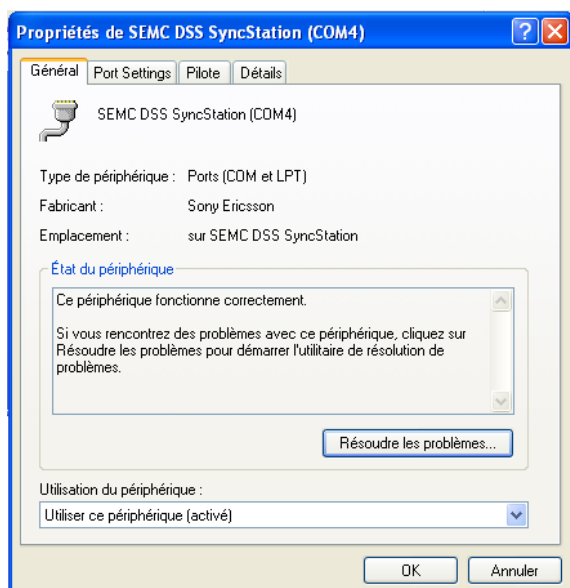 Propriétés de SEMC DSS SyncStation (COM4)
Général
Port Settings
Pilote
Détails
SEMC DSS SyncStation (COM4)
Type de périphérique : Ports (COM et LPT)
Fabricant : Sony Ericsson
Emplacement : sur SEMC DSS SyncStation
État du périphérique
Ce périphérique fonctionne correctement.
Si vous rencontrez des problèmes avec ce périphérique, cliquez sur
Résoudre les problèmes pour démarrer l'utilitaire de résolution de
problèmes.
Résoudre les problèmes...
Utilisation du périphérique :
Utiliser ce périphérique (activé)
OK
Annuler